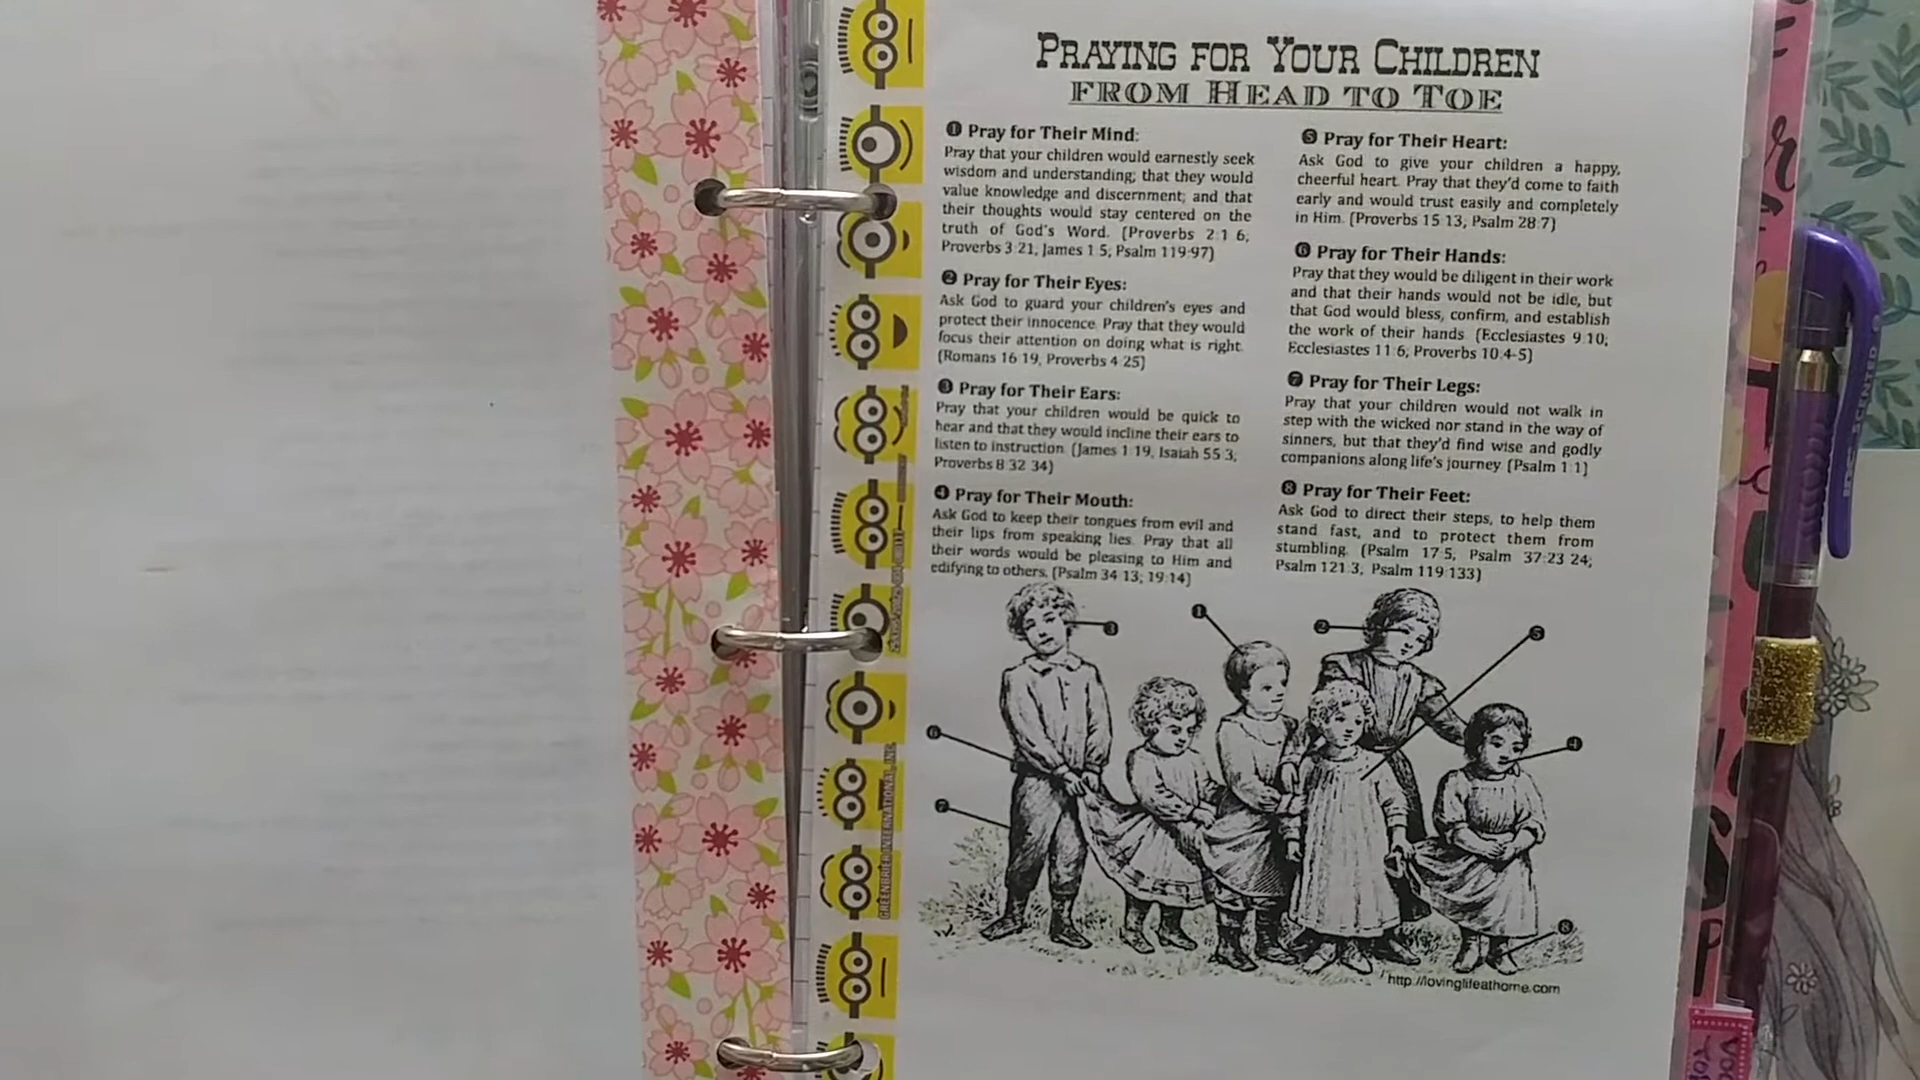 PRAYING FOR YOUR CHILDREN
FROM HEAD TO TOE
❶ Pray for Their Mind:
Pray that your children would earnestly seek
wisdom and understanding; that they would
value knowledge and discernment; and that
their thoughts would stay centered on the
truth of God's Word. (Proverbs 2:1 6;
Proverbs 3:21, James 1:5; Psalm 119:97)
❷ Pray for Their Eyes:
Ask God to guard your children's eyes and
protect their innocence. Pray that they would
focus their attention on doing what is right.
(Romans 16:19, Proverbs 4:25)
❸ Pray for Their Ears:
Pray that your children would be quick to
hear and that they would incline their ears to
listen to instruction. (James 1:19, Isaiah 55:3;
Proverbs 8:32 34)
❹ Pray for Their Mouth:
Ask God to keep their tongues from evil and
their lips from speaking lies. Pray that all
their words would be pleasing to Him and
edifying to others. (Psalm 34:13; 19:14)
❺ Pray for Their Heart:
Ask God to give your children a happy,
cheerful heart. Pray that they'd come to faith
early and would trust easily and completely
in Him. (Proverbs 15:13; Psalm 28:7)
❻ Pray for Their Hands:
Pray that they would be diligent in their work
and that their hands would not be idle, but
that God would bless, confirm, and establish
the work of their hands. (Ecclesiastes 9:10;
Ecclesiastes 11:6; Proverbs 10:4-5)
❼ Pray for Their Legs:
Pray that your children would not walk in
step with the wicked nor stand in the way of
sinners, but that they'd find wise and godly
companions along life's journey. (Psalm 1:1)
❽ Pray for Their Feet:
Ask God to direct their steps, to help them
stand fast, and to protect them from
stumbling. (Psalm 17:5, Psalm 37:23 24;
Psalm 121:3, Psalm 119:133)
❸
❶
❷
❺
❻
❹
❼
❽
http://lovinglifeathome.com
GREENBRIER INTERNATIONAL, INC.
SCENTED